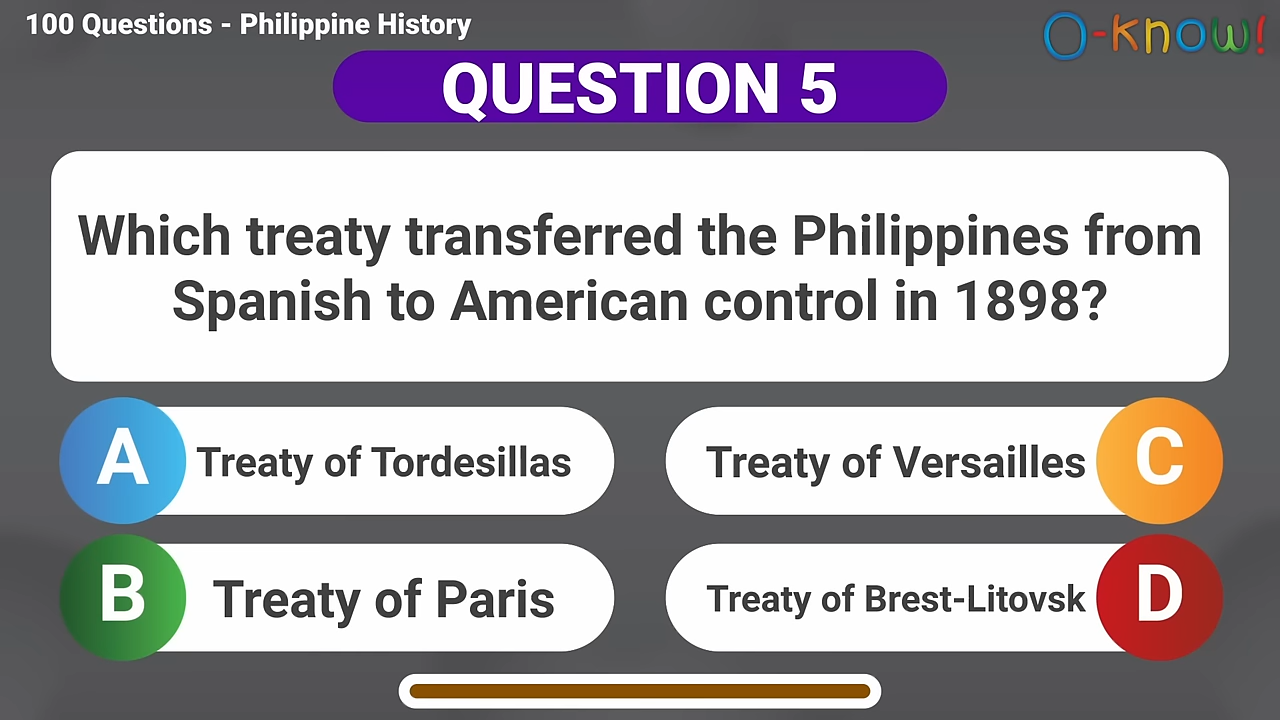 100 Questions - Philippine History
O-know!
QUESTION 5
Which treaty transferred the Philippines from
Spanish to American control in 1898?
A
Treaty of Tordesillas
B
Treaty of Paris
Treaty of Versailles
C
Treaty of Brest-Litovsk
D